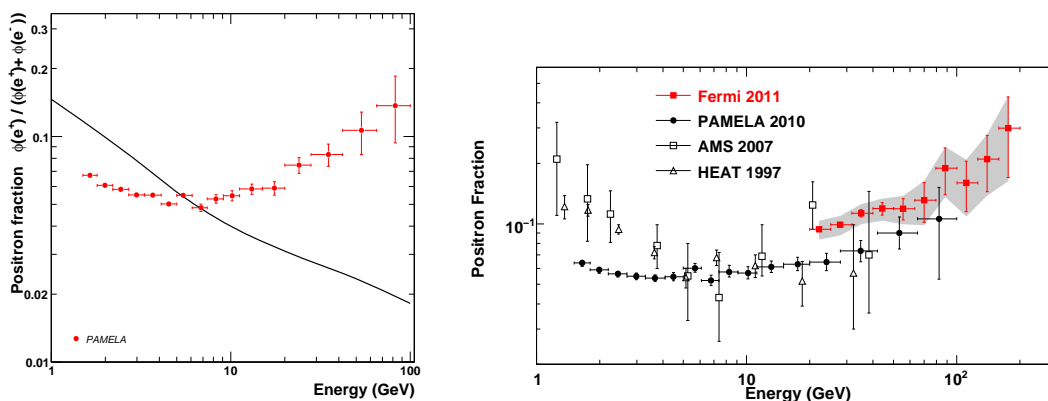 Positron fraction φ(e⁺) / (φ(e⁺)+ φ(e⁻))
0.3
0.2
0.1
0.02
0.01
PAMELA
1
10
100
Energy (GeV)
Positron Fraction
10⁻¹
Fermi 2011
PAMELA 2010
AMS 2007
HEAT 1997
1
10
10²
Energy (GeV)